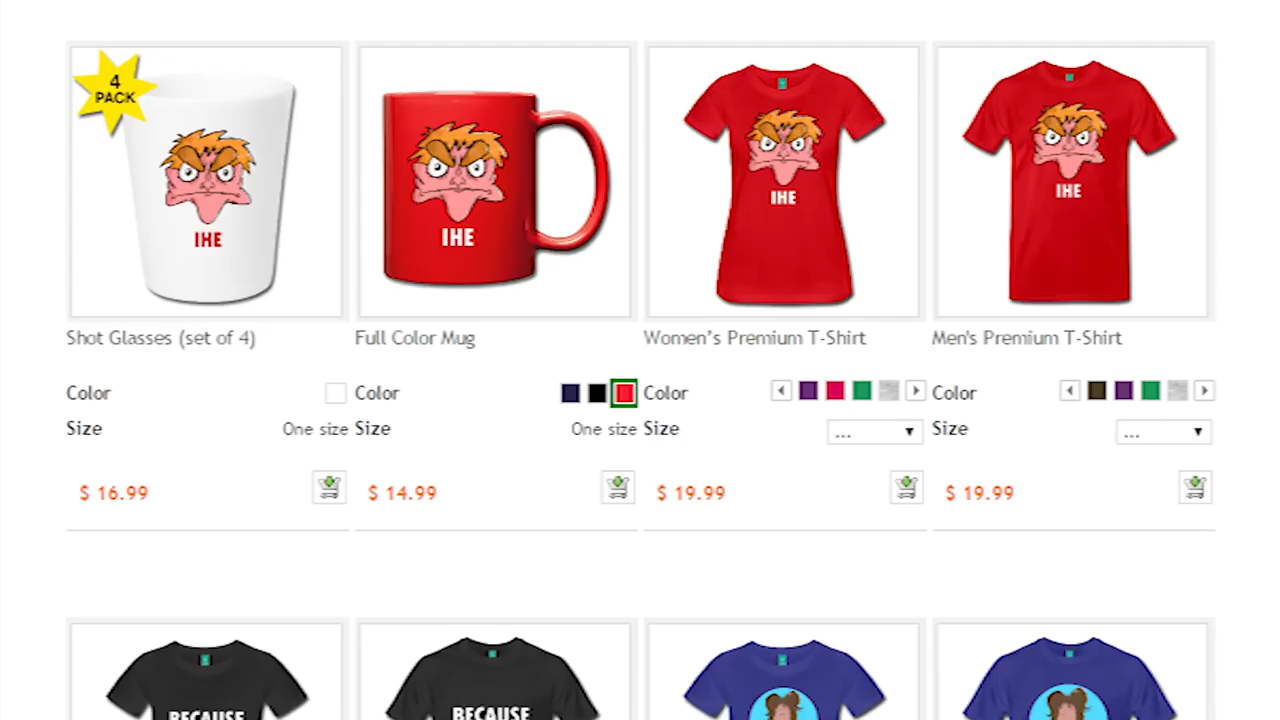 4
PACK
IHE
IHE
IHE
IHE
Shot Glasses (set of 4)
Full Color Mug
Women's Premium T-Shirt
Men's Premium T-Shirt
Color
Color
Color
Color
Size
One size
Size
One size
Size
...
Size
...
$ 16.99
$ 14.99
$ 19.99
$ 19.99
BECAUSE
BECAUSE